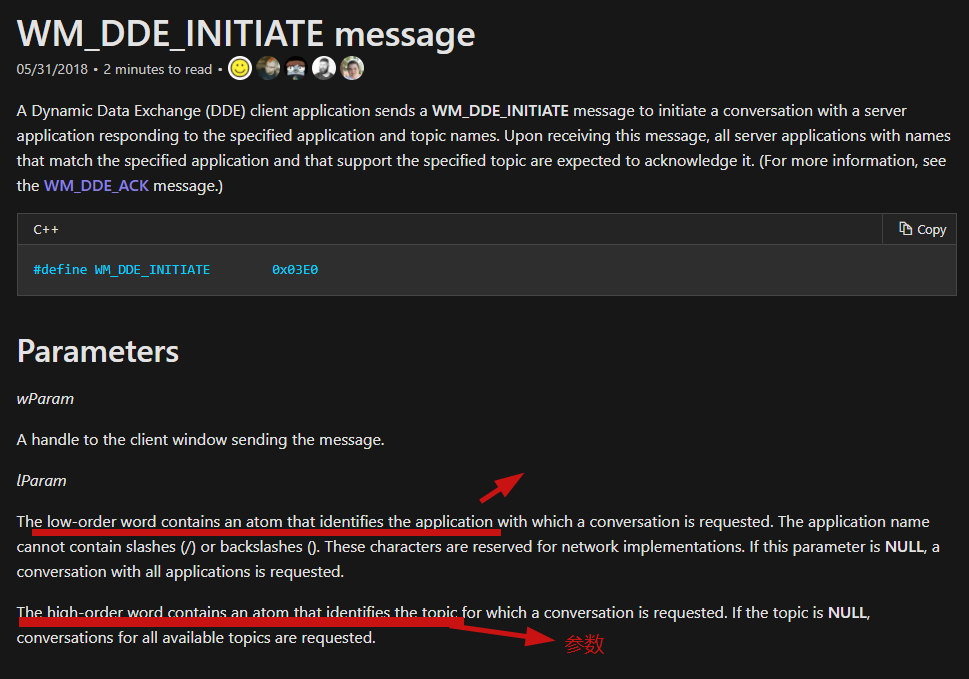 WM_DDE_INITIATE message
05/31/2018 • 2 minutes to read •
A Dynamic Data Exchange (DDE) client application sends a WM_DDE_INITIATE message to initiate a conversation with a server
application responding to the specified application and topic names. Upon receiving this message, all server applications with names
that match the specified application and that support the specified topic are expected to acknowledge it. (For more information, see
the WM_DDE_ACK message.)
C++
Copy
#define WM_DDE_INITIATE 0x03E0
Parameters
wParam
A handle to the client window sending the message.
lParam
The low-order word contains an atom that identifies the application with which a conversation is requested. The application name
cannot contain slashes (/) or backslashes (). These characters are reserved for network implementations. If this parameter is NULL, a
conversation with all applications is requested.
The high-order word contains an atom that identifies the topic for which a conversation is requested. If the topic is NULL,
conversations for all available topics are requested.
参数